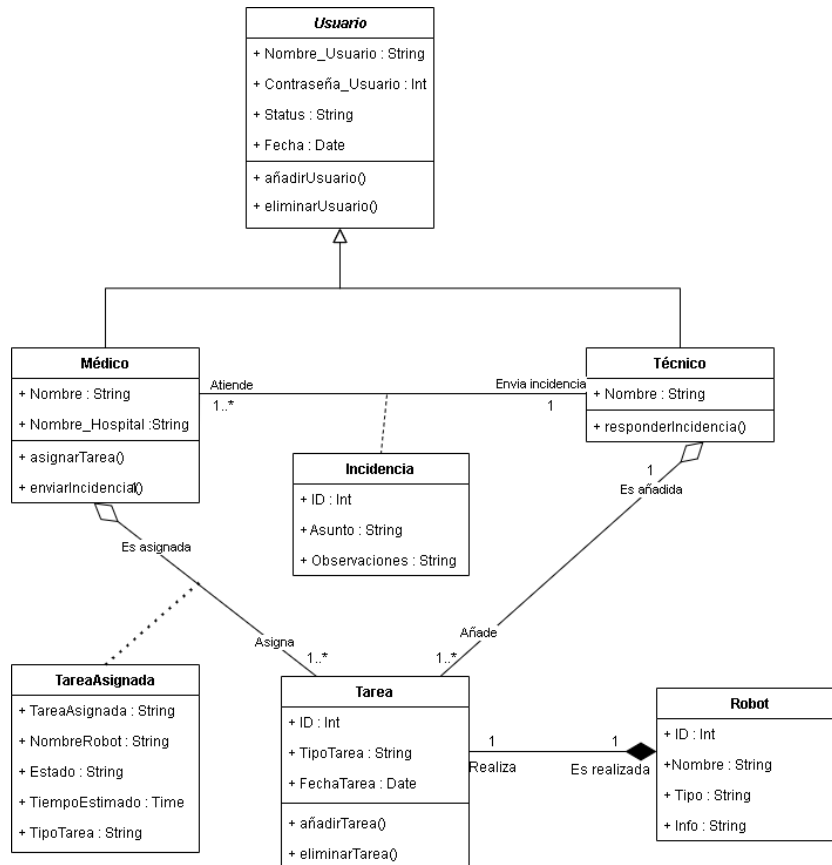 Usuario
+ Nombre_Usuario : String
+ Contraseña_Usuario : Int
+ Status : String
+ Fecha : Date
+ añadirUsuario()
+ eliminarUsuario()
Médico
+ Nombre : String
+ Nombre_Hospital :String
+ asignarTarea()
+ enviarIncidencial()
Atiende
1..*
Envia incidencia
1
Técnico
+ Nombre : String
+ responderIncidencia()
Incidencia
+ ID : Int
+ Asunto : String
+ Observaciones : String
1
Es añadida
Es asignada
Asigna
1..*
Añade
1..*
TareaAsignada
+ TareaAsignada : String
+ NombreRobot : String
+ Estado : String
+ TiempoEstimado : Time
+ TipoTarea : String
Tarea
+ ID : Int
+ TipoTarea : String
+ FechaTarea : Date
+ añadirTarea()
+ eliminarTarea()
1
Realiza
1
Es realizada
Robot
+ ID : Int
+Nombre : String
+ Tipo : String
+ Info : String